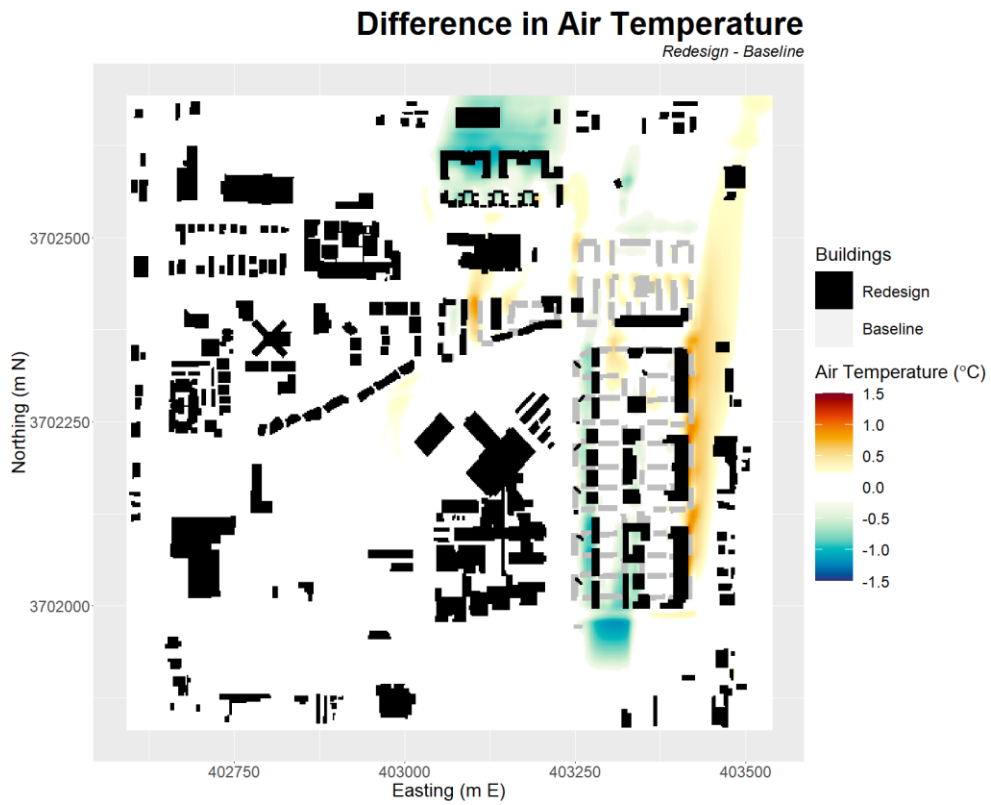 Difference in Air Temperature
Redesign - Baseline
3702500
3702250
3702000
Northing (m N)
402750
403000
403250
403500
Easting (m E)
Buildings
Redesign
Baseline
Air Temperature (°C)
1.5
1.0
0.5
0.0
-0.5
-1.0
-1.5